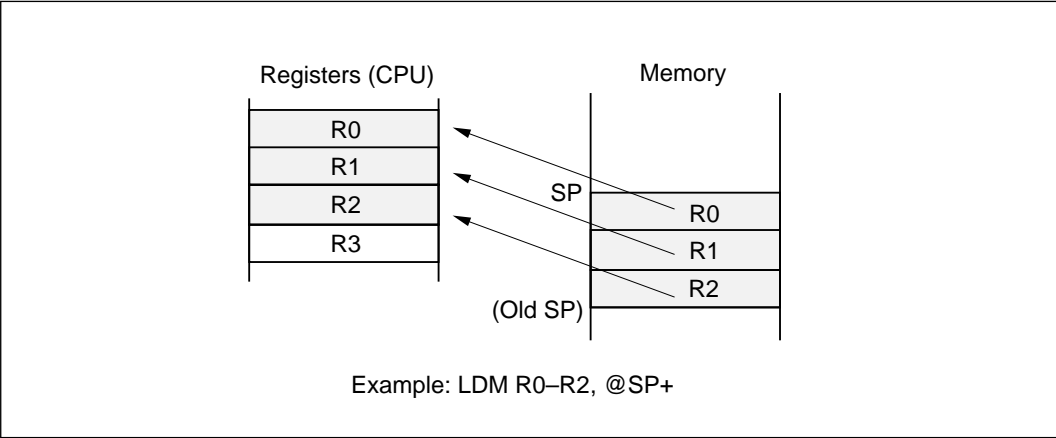 Registers (CPU)
Memory
R0
R1
R2
R3
SP
R0
R1
R2
(Old SP)
Example: LDM R0–R2, @SP+